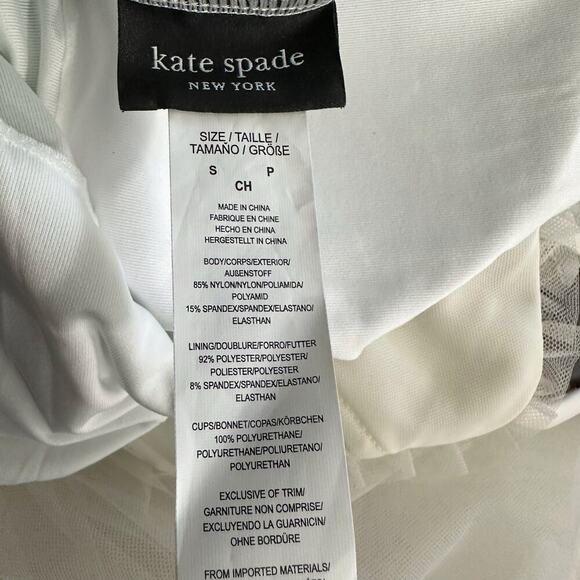 kate spade
NEW YORK
SIZE / TAILLE /
TAMAÑO / GRÖßE
S P
CH
MADE IN CHINA
FABRIQUE EN CHINE
HECHO EN CHINA
HERGESTELLT IN CHINA
BODY/CORPS/EXTERIOR/
AUßENSTOFF
85% NYLON/NYLON/POLIAMIDA/
POLYAMID
15% SPANDEX/SPANDEX/ELASTANO/
ELASTHAN
LINING/DOUBLURE/FORRO/FUTTER
92% POLYESTER/POLYESTER/
POLIESTER/POLYESTER
8% SPANDEX/SPANDEX/ELASTANO/
ELASTHAN
CUPS/BONNET/COPAS/KÖRBCHEN
100% POLYURETHANE/
POLYURETHANE/POLIURETANO/
POLYURETHAN
EXCLUSIVE OF TRIM/
GARNITURE NON COMPRISE/
EXCLUYENDO LA GUARNICIN/
OHNE BORDÜRE
FROM IMPORTED MATERIALS/